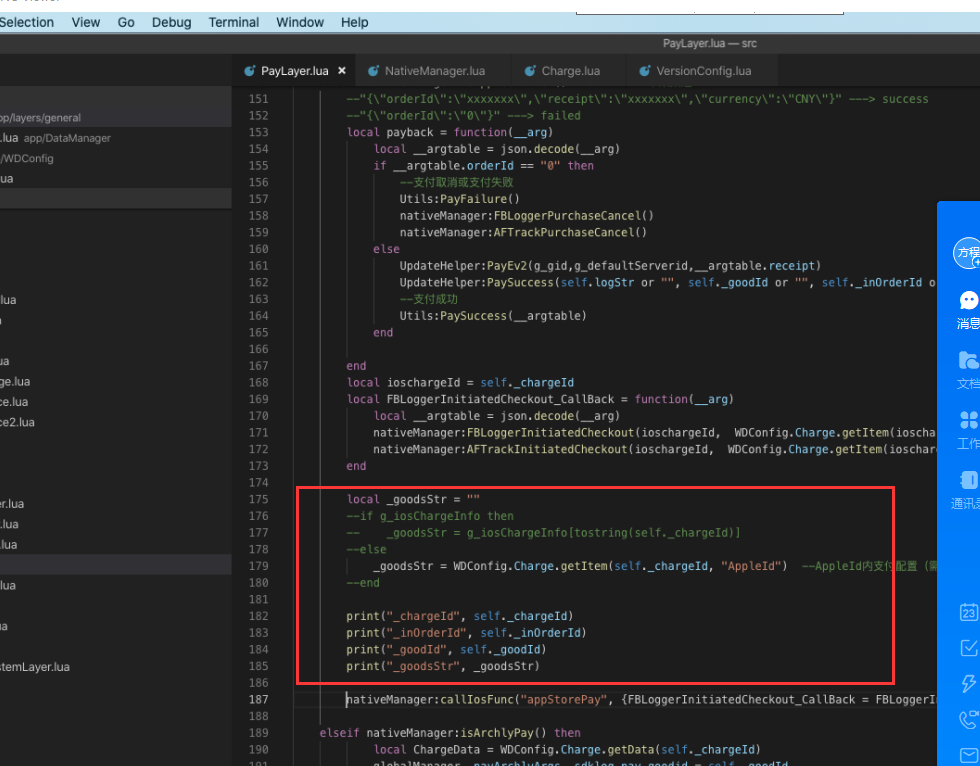 Selection View Go Debug Terminal Window Help
PayLayer.lua — src
PayLayer.lua × NativeManager.lua Charge.lua VersionConfig.lua
pp/layers/general
.lua app/DataManager
/WDConfig
ua
lua
ua
ge.lua
ce.lua
ce2.lua
er.lua
.lua
.lua
lua
ua
stemLayer.lua
151 --"{\"orderId\":\"xxxxxxx\",\"receipt\":\"xxxxxxx\",\"currency\":\"CNY\"}" ---> success
152 --"{\"orderId\":\"0\"}" ---> failed
153 local payback = function(__arg)
154 local __argtable = json.decode(__arg)
155 if __argtable.orderId == "0" then
156 --支付取消或支付失败
157 Utils:PayFailure()
158 nativeManager:FBLoggerPurchaseCancel()
159 nativeManager:AFTrackPurchaseCancel()
160 else
161 UpdateHelper:PayEv2(g_gid,g_defaultServerid,__argtable.receipt)
162 UpdateHelper:PaySuccess(self.logStr or "", self._goodId or "", self._inOrderId o
163 --支付成功
164 Utils:PaySuccess(__argtable)
165 end
166
167 end
168 local ioschargeId = self._chargeId
169 local FBLoggerInitiatedCheckout_CallBack = function(__arg)
170 local __argtable = json.decode(__arg)
171 nativeManager:FBLoggerInitiatedCheckout(ioschargeId, WDConfig.Charge.getItem(ioscha
172 nativeManager:AFTrackInitiatedCheckout(ioschargeId, WDConfig.Charge.getItem(ioschar
173 end
174
175 local _goodsStr = ""
176 --if g_iosChargeInfo then
177 -- _goodsStr = g_iosChargeInfo[tostring(self._chargeId)]
178 --else
179 _goodsStr = WDConfig.Charge.getItem(self._chargeId, "AppleId") --AppleId内支付配置（需
180 --end
181
182 print("_chargeId", self._chargeId)
183 print("_inOrderId", self._inOrderId)
184 print("_goodId", self._goodId)
185 print("_goodsStr", _goodsStr)
186
187 nativeManager:callIosFunc("appStorePay", {FBLoggerInitiatedCheckout_CallBack = FBLoggerIn
188
189 elseif nativeManager:isArchlyPay() then
190 local ChargeData = WDConfig.Charge.getData(self._chargeId)
方程
消息
文档
工作
通讯录
23